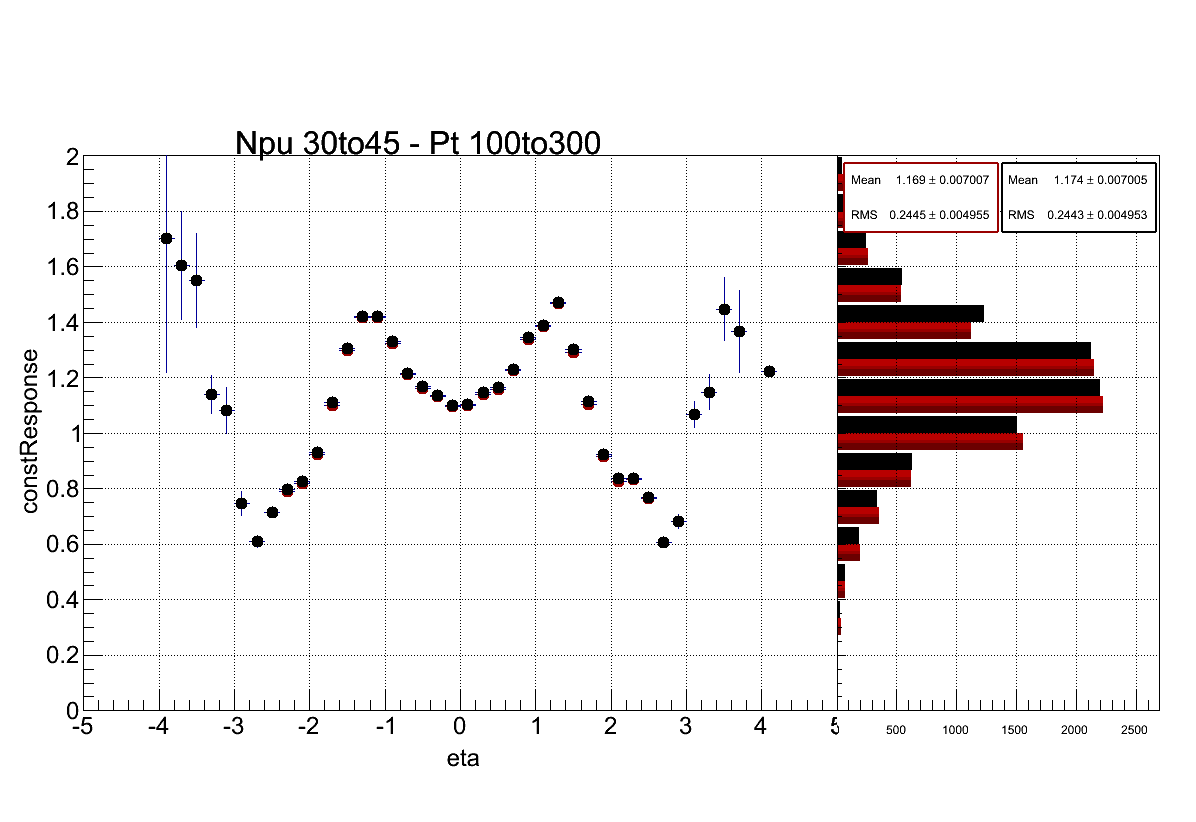 Npu 30to45 - Pt 100to300
2
1.8
1.6
1.4
1.2
1
0.8
0.6
0.4
0.2
0
constResponse
-5 -4 -3 -2 -1 0 1 2 3 4 5
eta
Mean 1.169 ± 0.007007
RMS 0.2445 ± 0.004955
Mean 1.174 ± 0.007005
RMS 0.2443 ± 0.004953
500 1000 1500 2000 2500